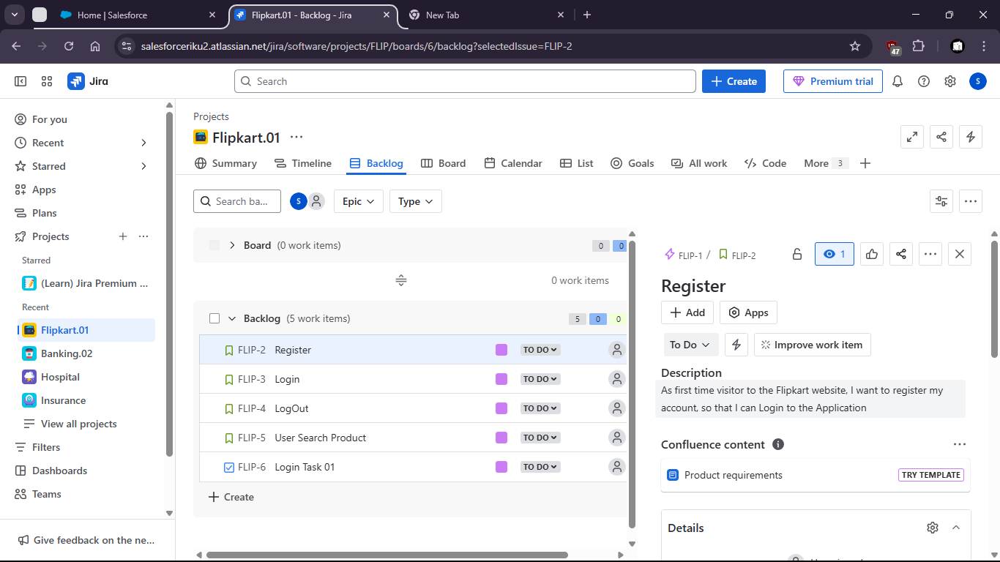 Home | Salesforce
Flipkart.01 - Backlog - Jira
New Tab
salesforceriku2.atlassian.net/jira/software/projects/FLIP/boards/6/backlog?selectedIssue=FLIP-2
47
Jira
Search
Create
Premium trial
S
For you
Recent
Starred
Apps
Plans
Projects
Starred
(Learn) Jira Premium ...
Recent
Flipkart.01
Banking.02
Hospital
Insurance
View all projects
Filters
Dashboards
Teams
Give feedback on the ne...
Projects
Flipkart.01
Summary
Timeline
Backlog
Board
Calendar
List
Goals
All work
Code
More 3
Search ba...
S
Epic
Type
Board (0 work items) 0 0
0 work items
Backlog (5 work items) 5 0 0
FLIP-2 Register TO DO
FLIP-3 Login TO DO
FLIP-4 LogOut TO DO
FLIP-5 User Search Product TO DO
FLIP-6 Login Task 01 TO DO
Create
FLIP-1 / FLIP-2
1
Register
Add
Apps
To Do
Improve work item
Description
As first time visitor to the Flipkart website, I want to register my
account, so that I can Login to the Application
Confluence content
Product requirements
TRY TEMPLATE
Details